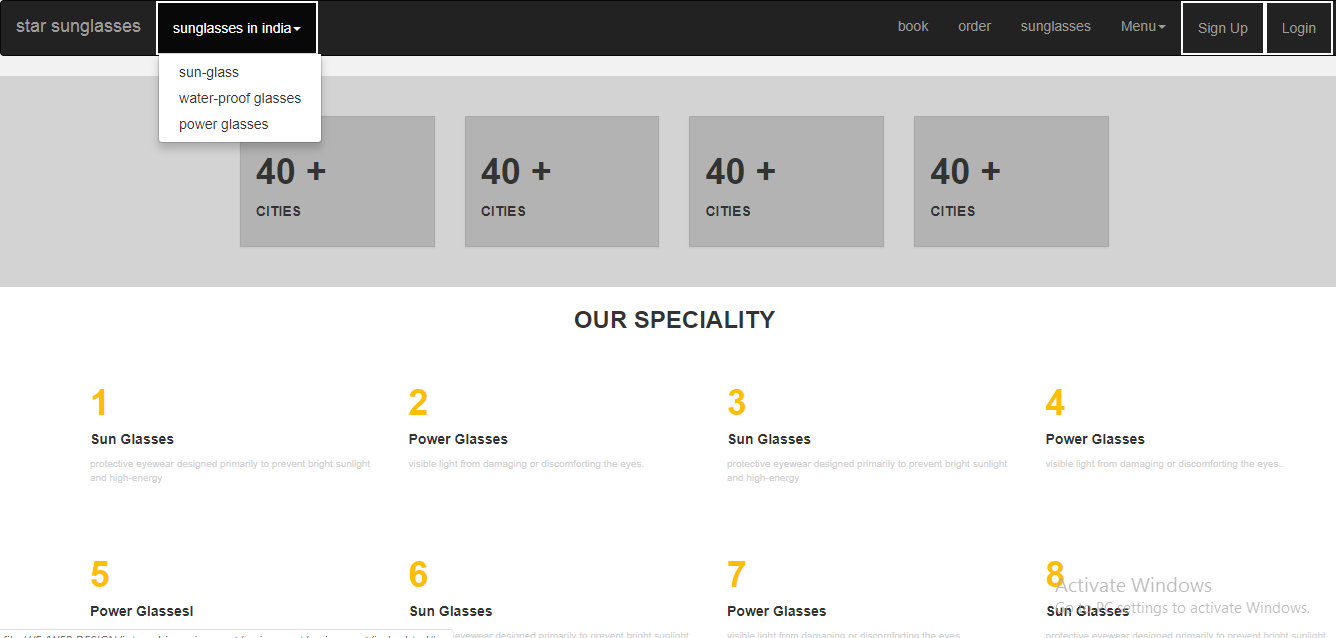 star sunglasses sunglasses in india book order sunglasses Menu Sign Up Login
sun-glass
water-proof glasses
power glasses
40 + 40 + 40 + 40 +
CITIES CITIES CITIES CITIES
OUR SPECIALITY
1 2 3 4
Sun Glasses Power Glasses Sun Glasses Power Glasses
protective eyewear designed primarily to prevent bright sunlight visible light from damaging or discomforting the eyes. protective eyewear designed primarily to prevent bright sunlight visible light from damaging or discomforting the eyes..
and high-energy and high-energy
5 6 7 8
Activate Windows
Power Glassesl Sun Glasses Power Glasses Sun Glasses
Go to PC settings to activate Windows.
eyewear designed primarily to prevent bright sunlight visible light from damaging or discomforting the eyes. protective eyewear designed primarily to prevent bright sunlight